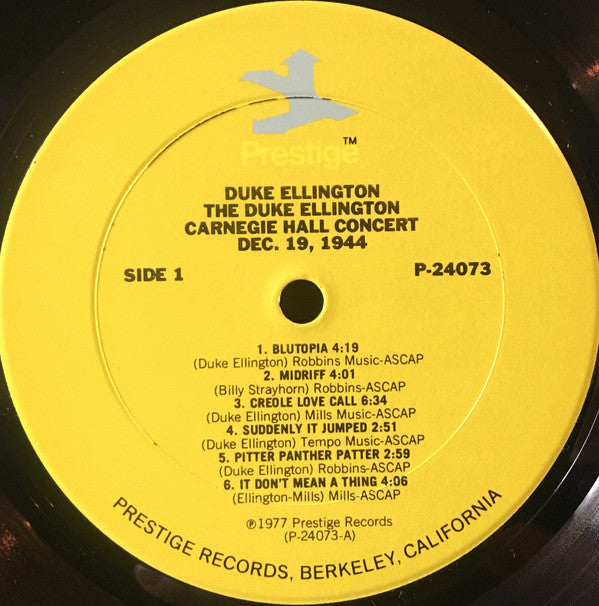 Prestige™
DUKE ELLINGTON
THE DUKE ELLINGTON
CARNEGIE HALL CONCERT
DEC. 19, 1944
SIDE 1
P-24073
1. BLUTOPIA 4:19
(Duke Ellington) Robbins Music-ASCAP
2. MIDRIFF 4:01
(Billy Strayhorn) Robbins-ASCAP
3. CREOLE LOVE CALL 6:34
(Duke Ellington) Mills Music-ASCAP
4. SUDDENLY IT JUMPED 2:51
(Duke Ellington) Tempo Music-ASCAP
5. PITTER PANTHER PATTER 2:59
(Duke Ellington) Robbins-ASCAP
6. IT DON'T MEAN A THING 4:06
(Ellington-Mills) Mills-ASCAP
℗1977 Prestige Records
(P-24073-A)
PRESTIGE RECORDS, BERKELEY, CALIFORNIA